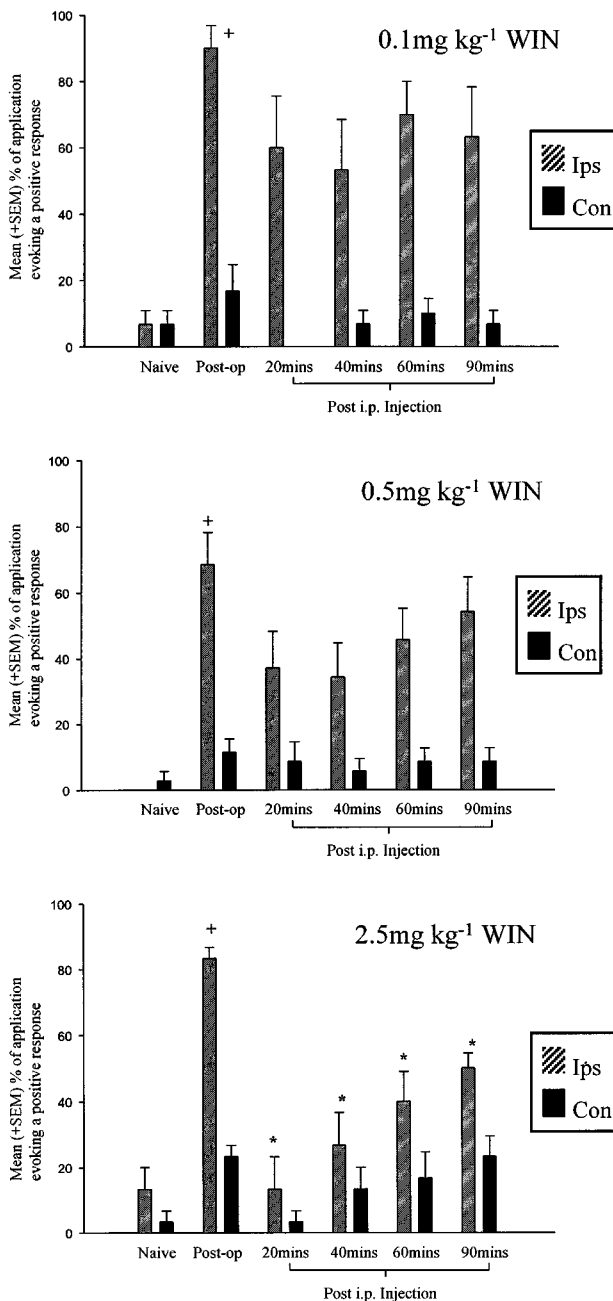 0.1mg kg⁻¹ WIN
Mean (+SEM) % of application
evoking a positive response
100
80
60
40
20
0
+
Ips
Con
Naive Post-op 20mins 40mins 60mins 90mins
Post i.p. Injection
0.5mg kg⁻¹ WIN
Mean (+SEM) % of application
evoking a positive response
100
80
60
40
20
0
+
Ips
Con
Naive Post-op 20mins 40mins 60mins 90mins
Post i.p. Injection
2.5mg kg⁻¹ WIN
Mean (+SEM) % of application
evoking a positive response
100
80
60
40
20
0
+
* * * *
Ips
Con
Naive Post-op 20mins 40mins 60mins 90mins
Post i.p. Injection